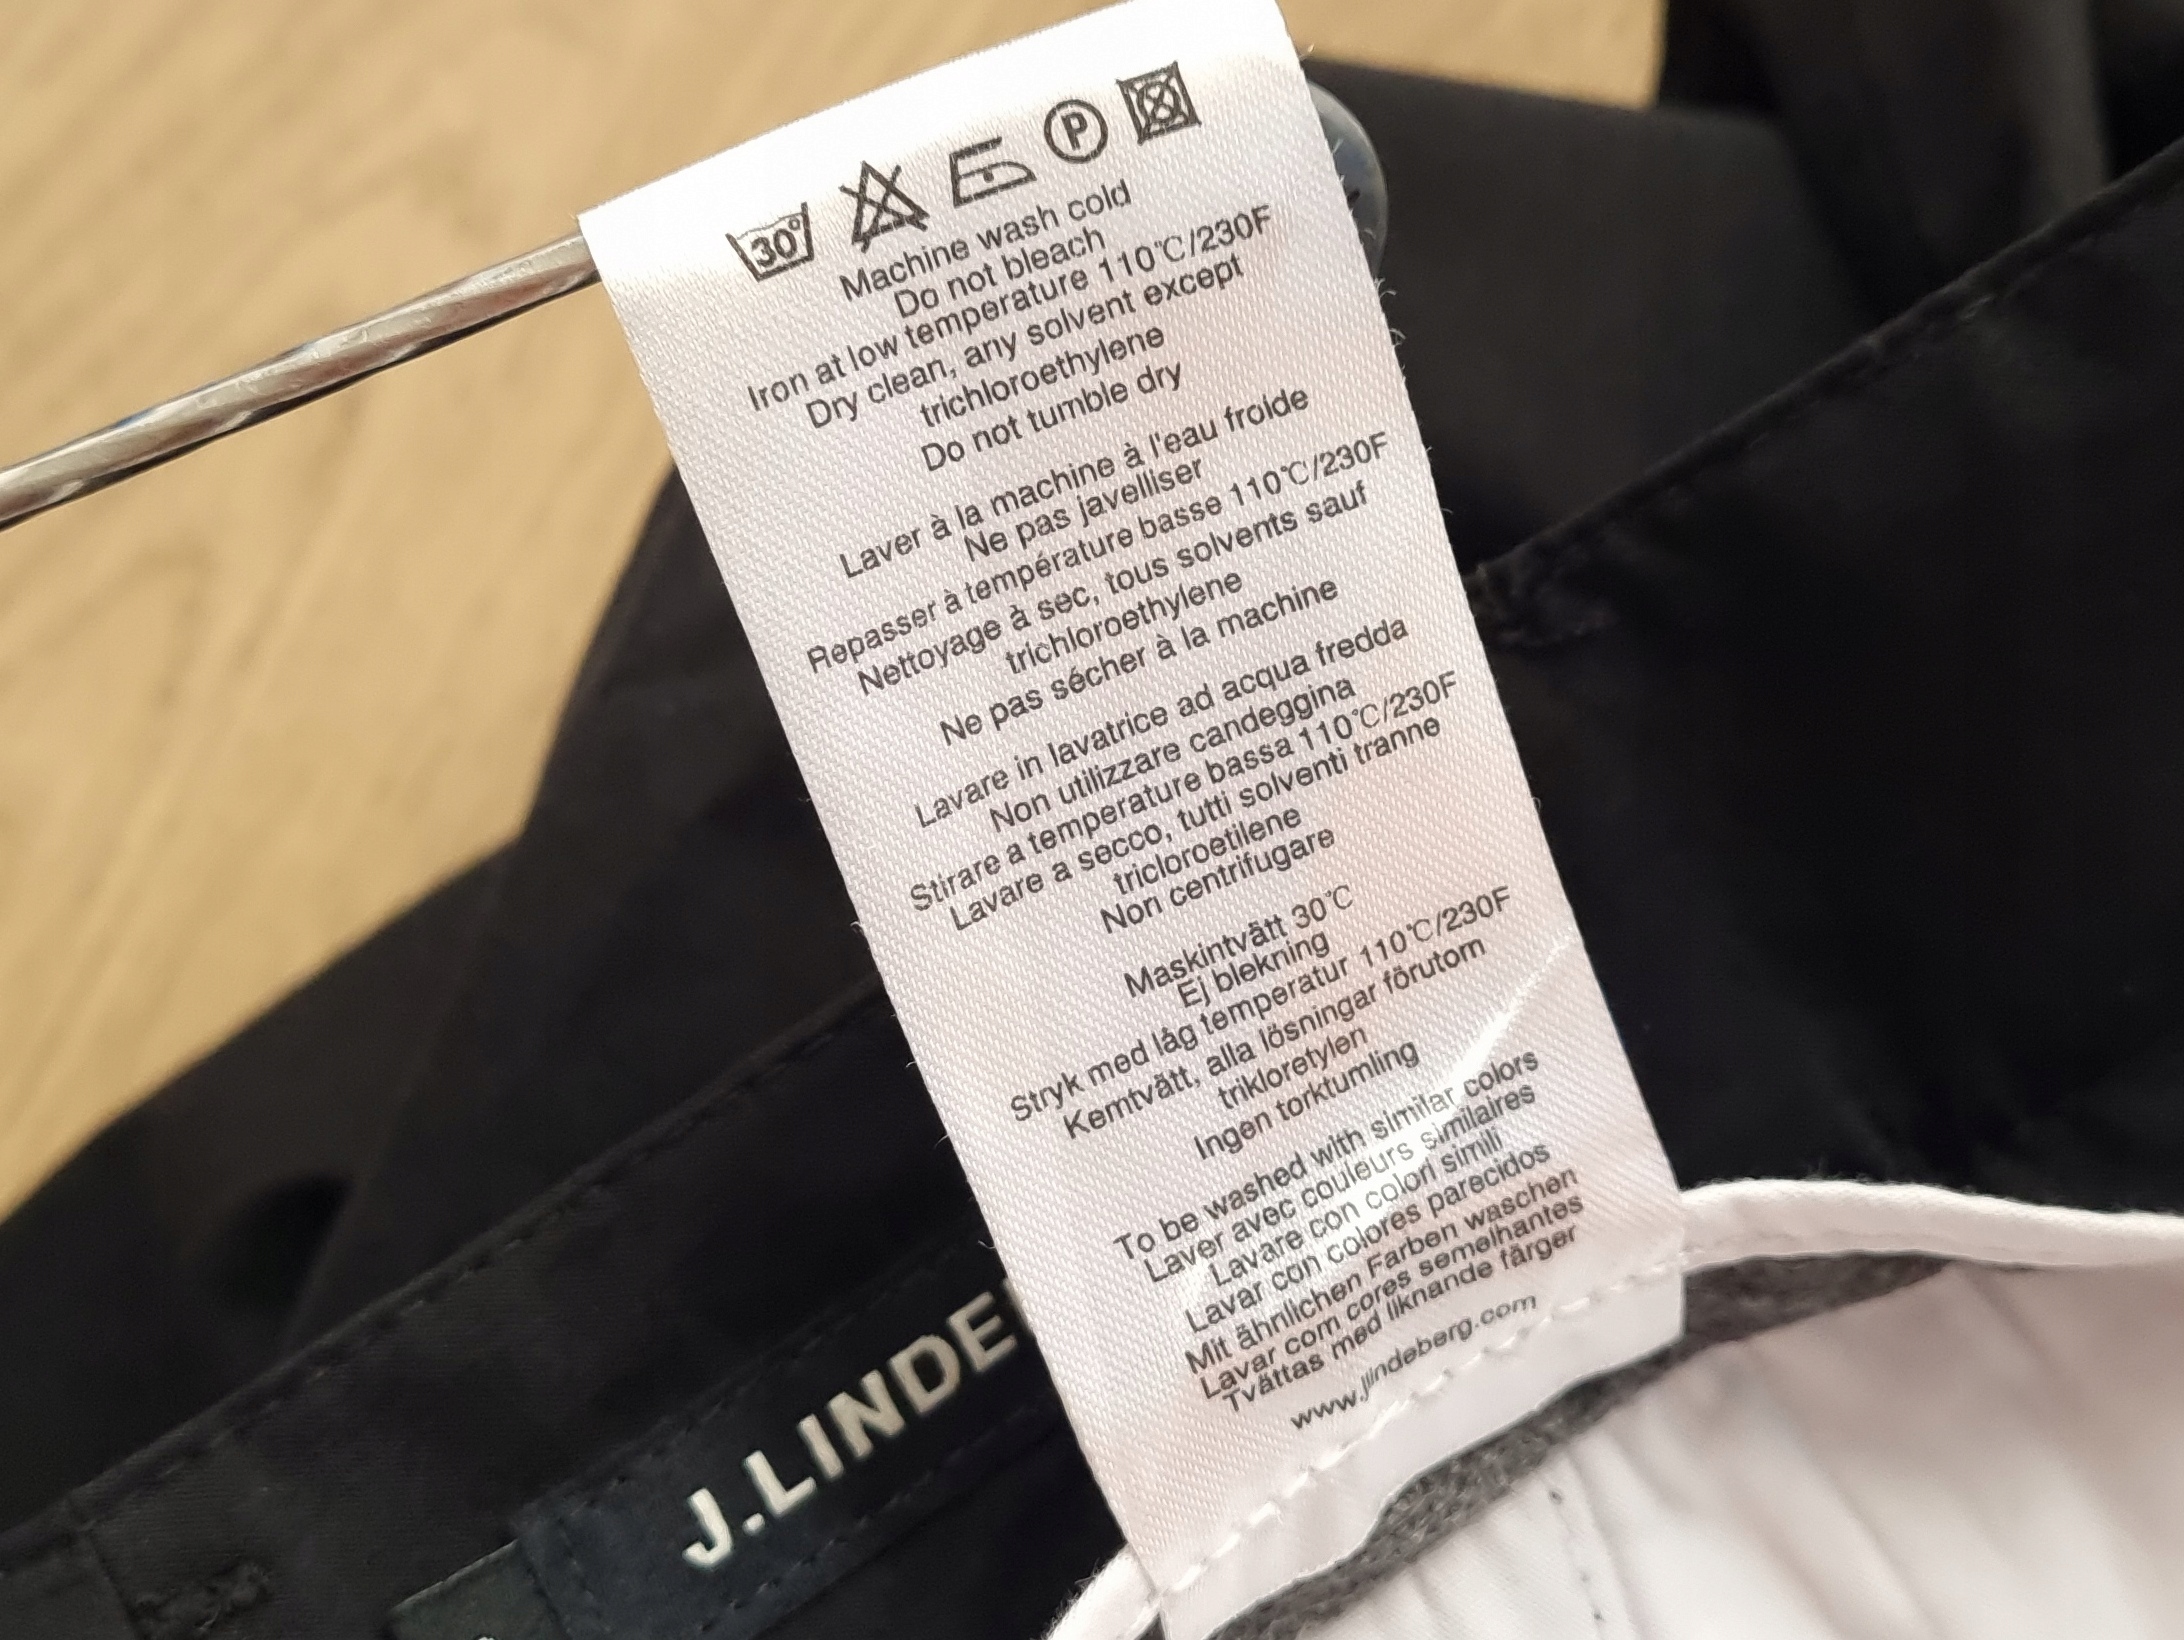 30° P
Machine wash cold
Do not bleach
Iron at low temperature 110℃/230F
Dry clean, any solvent except
trichloroethylene
Do not tumble dry
Laver à la machine à l'eau froide
Ne pas javelliser
Repasser à température basse 110℃/230F
Nettoyage à sec, tous solvents sauf
trichloroethylene
Ne pas sécher à la machine
Lavare in lavatrice ad acqua fredda
Non utilizzare candeggina
Stirare a temperature bassa 110℃/230F
Lavare a secco, tutti solventi tranne
tricloroetilene
Non centrifugare
Maskintvätt 30℃
Ej blekning
Stryk med låg temperatur 110℃/230F
Kemtvätt, alla lösningar förutom
trikloretylen
Ingen torktumling
To be washed with similar colors
Laver avec couleurs similaires
Lavare con colori simili
Lavar con colores parecidos
Mit ähnlichen Farben waschen
Lavar com cores semelhantes
Tvättas med liknande färger
www.jlindeberg.com
J.LINDE